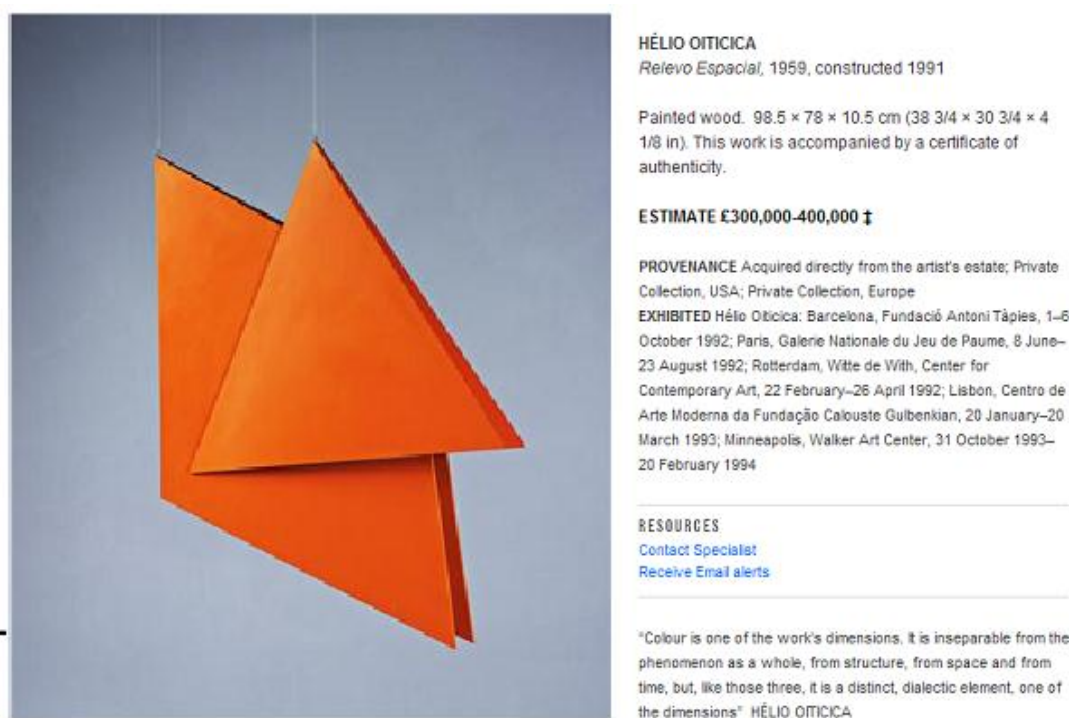 HÉLIO OITICICA
Relevo Espacial, 1959, constructed 1991
Painted wood. 98.5 × 78 × 10.5 cm (38 3/4 × 30 3/4 × 4
1/8 in). This work is accompanied by a certificate of
authenticity.
ESTIMATE £300,000-400,000 ‡
PROVENANCE Acquired directly from the artist's estate; Private
Collection, USA; Private Collection, Europe
EXHIBITED Hélio Oiticica: Barcelona, Fundació Antoni Tàpies, 1–6
October 1992; Paris, Galerie Nationale du Jeu de Paume, 8 June–
23 August 1992; Rotterdam, Witte de With, Center for
Contemporary Art, 22 February–26 April 1992; Lisbon, Centro de
Arte Moderna da Fundação Calouste Gulbenkian, 20 January–20
March 1993; Minneapolis, Walker Art Center, 31 October 1993–
20 February 1994
RESOURCES
Contact Specialist
Receive Email alerts
"Colour is one of the work's dimensions. It is inseparable from the
phenomenon as a whole, from structure, from space and from
time, but, like those three, it is a distinct, dialectic element, one of
the dimensions" HÉLIO OITICICA